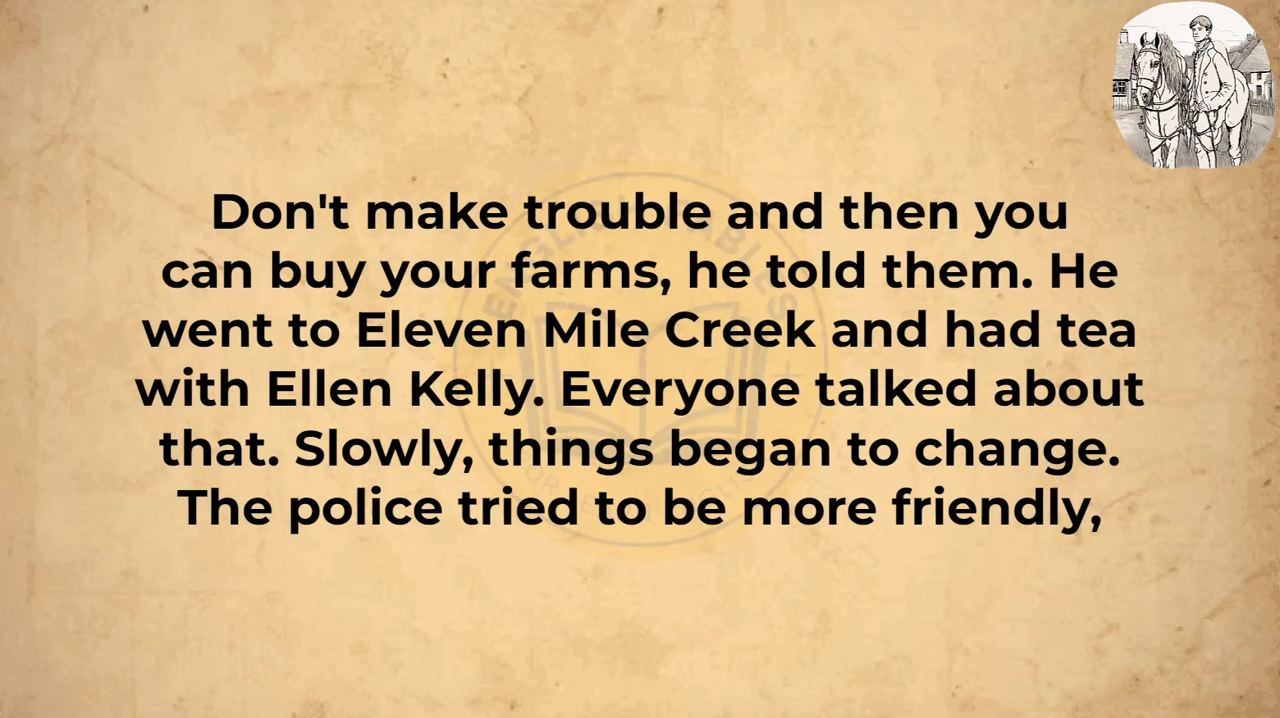 Don't make trouble and then you
can buy your farms, he told them. He
went to Eleven Mile Creek and had tea
with Ellen Kelly. Everyone talked about
that. Slowly, things began to change.
The police tried to be more friendly,